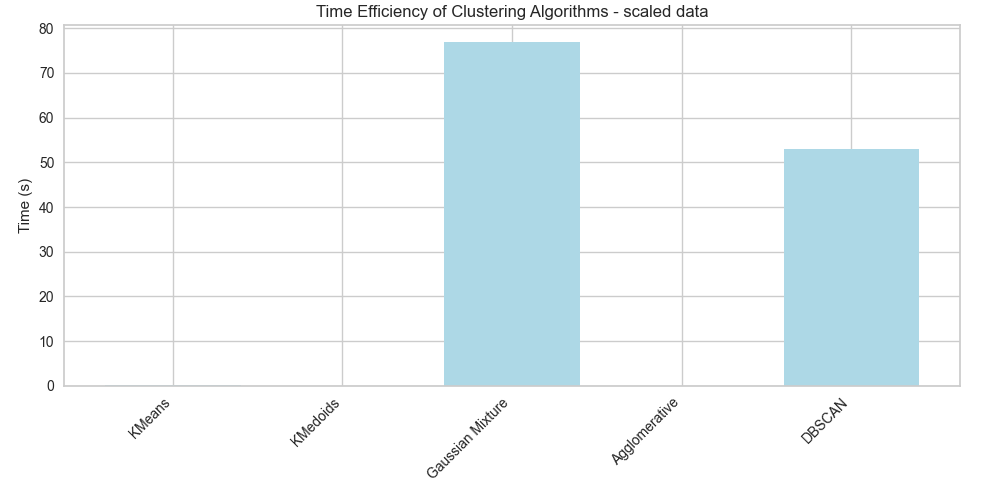 Time Efficiency of Clustering Algorithms - scaled data
Time (s)
80
70
60
50
40
30
20
10
0
KMeans
KMedoids
Gaussian Mixture
Agglomerative
DBSCAN